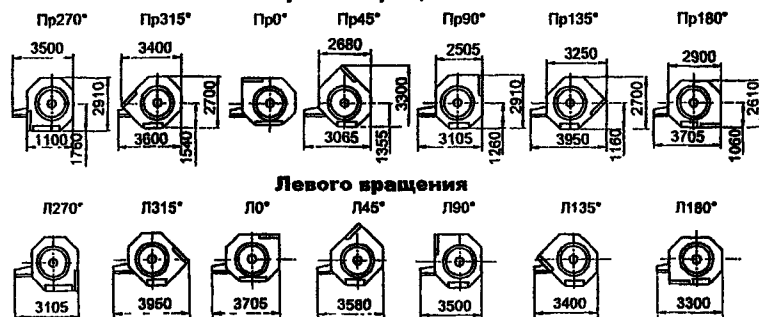 Пр270° Пр315° Пр0° Пр45° Пр90° Пр135° Пр180°
3500 3400 2680 2505 3250 2900
2910 2700 3300 2910 2700 2610
1100 3600 3065 3105 3950 3705
1760 1540 1355 1260 1160 1060
Левого вращения
Л270° Л315° Л0° Л45° Л90° Л135° Л180°
3105 3950 3705 3580 3500 3400 3300